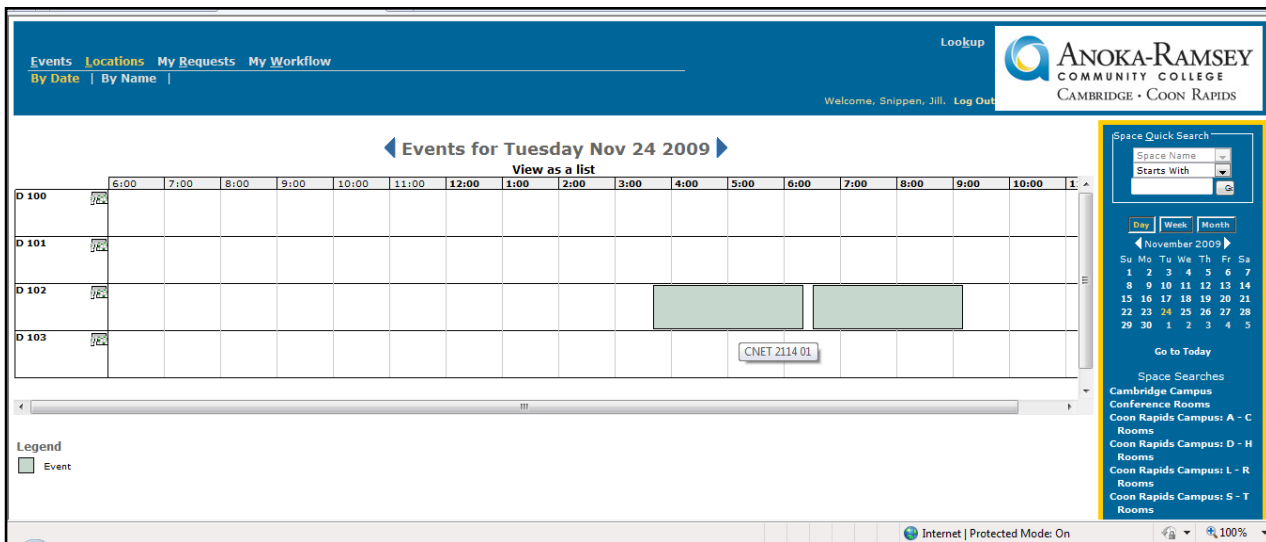 Lookup
Events Locations My Requests My Workflow
By Date | By Name |
Welcome, Snippen, Jill. Log Out
ANOKA-RAMSEY
COMMUNITY COLLEGE
CAMBRIDGE • COON RAPIDS
Events for Tuesday Nov 24 2009
View as a list
6:00 7:00 8:00 9:00 10:00 11:00 12:00 1:00 2:00 3:00 4:00 5:00 6:00 7:00 8:00 9:00 10:00
D 100
D 101
D 102
D 103
CNET 2114 01
Legend
Event
Space Quick Search
Space Name
Starts With
Day Week Month
November 2009
Su Mo Tu We Th Fr Sa
1 2 3 4 5 6 7
8 9 10 11 12 13 14
15 16 17 18 19 20 21
22 23 24 25 26 27 28
29 30 1 2 3 4 5
Go to Today
Space Searches
Cambridge Campus
Conference Rooms
Coon Rapids Campus: A - C
Rooms
Coon Rapids Campus: D - H
Rooms
Coon Rapids Campus: L - R
Rooms
Coon Rapids Campus: S - T
Rooms
Internet | Protected Mode: On
100%